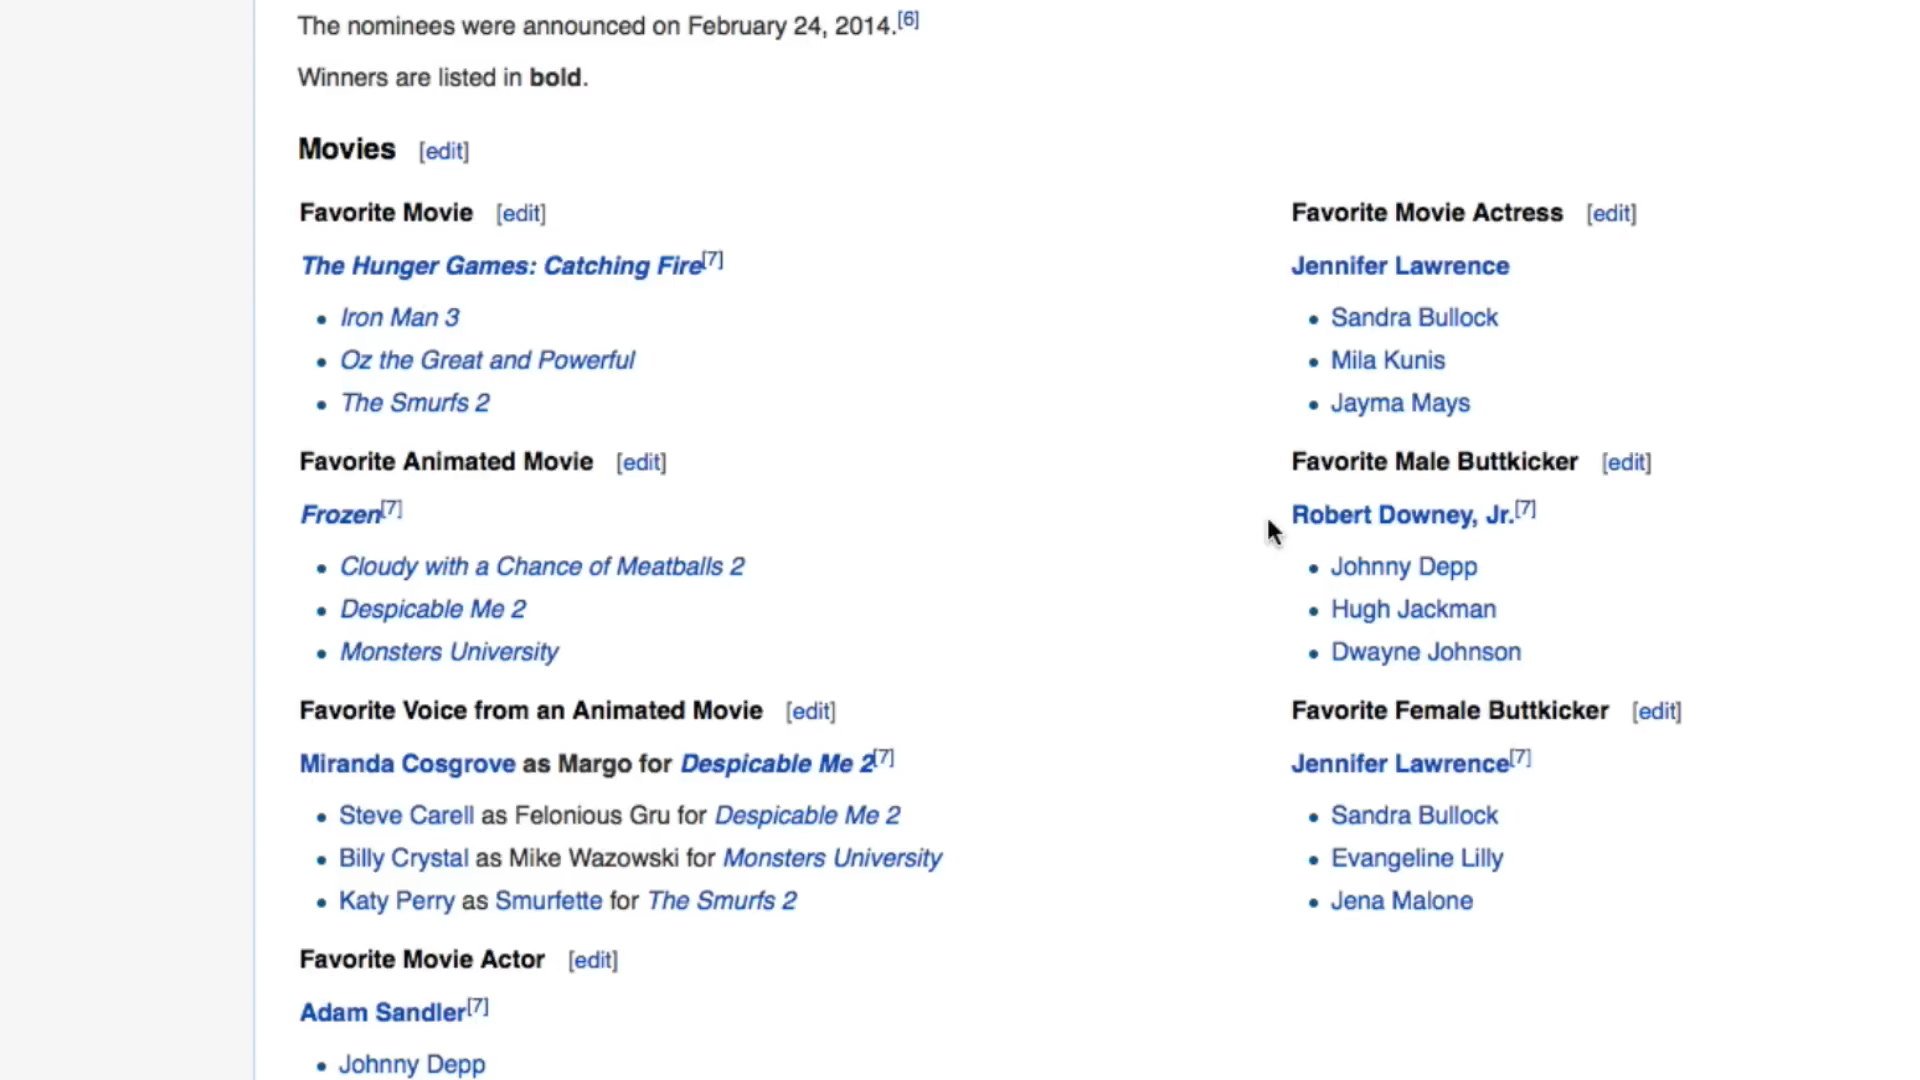 The nominees were announced on February 24, 2014.[6]
Winners are listed in bold.
Movies [edit]
Favorite Movie [edit]
The Hunger Games: Catching Fire[7]
• Iron Man 3
• Oz the Great and Powerful
• The Smurfs 2
Favorite Animated Movie [edit]
Frozen[7]
• Cloudy with a Chance of Meatballs 2
• Despicable Me 2
• Monsters University
Favorite Voice from an Animated Movie [edit]
Miranda Cosgrove as Margo for Despicable Me 2[7]
• Steve Carell as Felonious Gru for Despicable Me 2
• Billy Crystal as Mike Wazowski for Monsters University
• Katy Perry as Smurfette for The Smurfs 2
Favorite Movie Actor [edit]
Adam Sandler[7]
• Johnny Depp
Favorite Movie Actress [edit]
Jennifer Lawrence
• Sandra Bullock
• Mila Kunis
• Jayma Mays
Favorite Male Buttkicker [edit]
Robert Downey, Jr.[7]
• Johnny Depp
• Hugh Jackman
• Dwayne Johnson
Favorite Female Buttkicker [edit]
Jennifer Lawrence[7]
• Sandra Bullock
• Evangeline Lilly
• Jena Malone